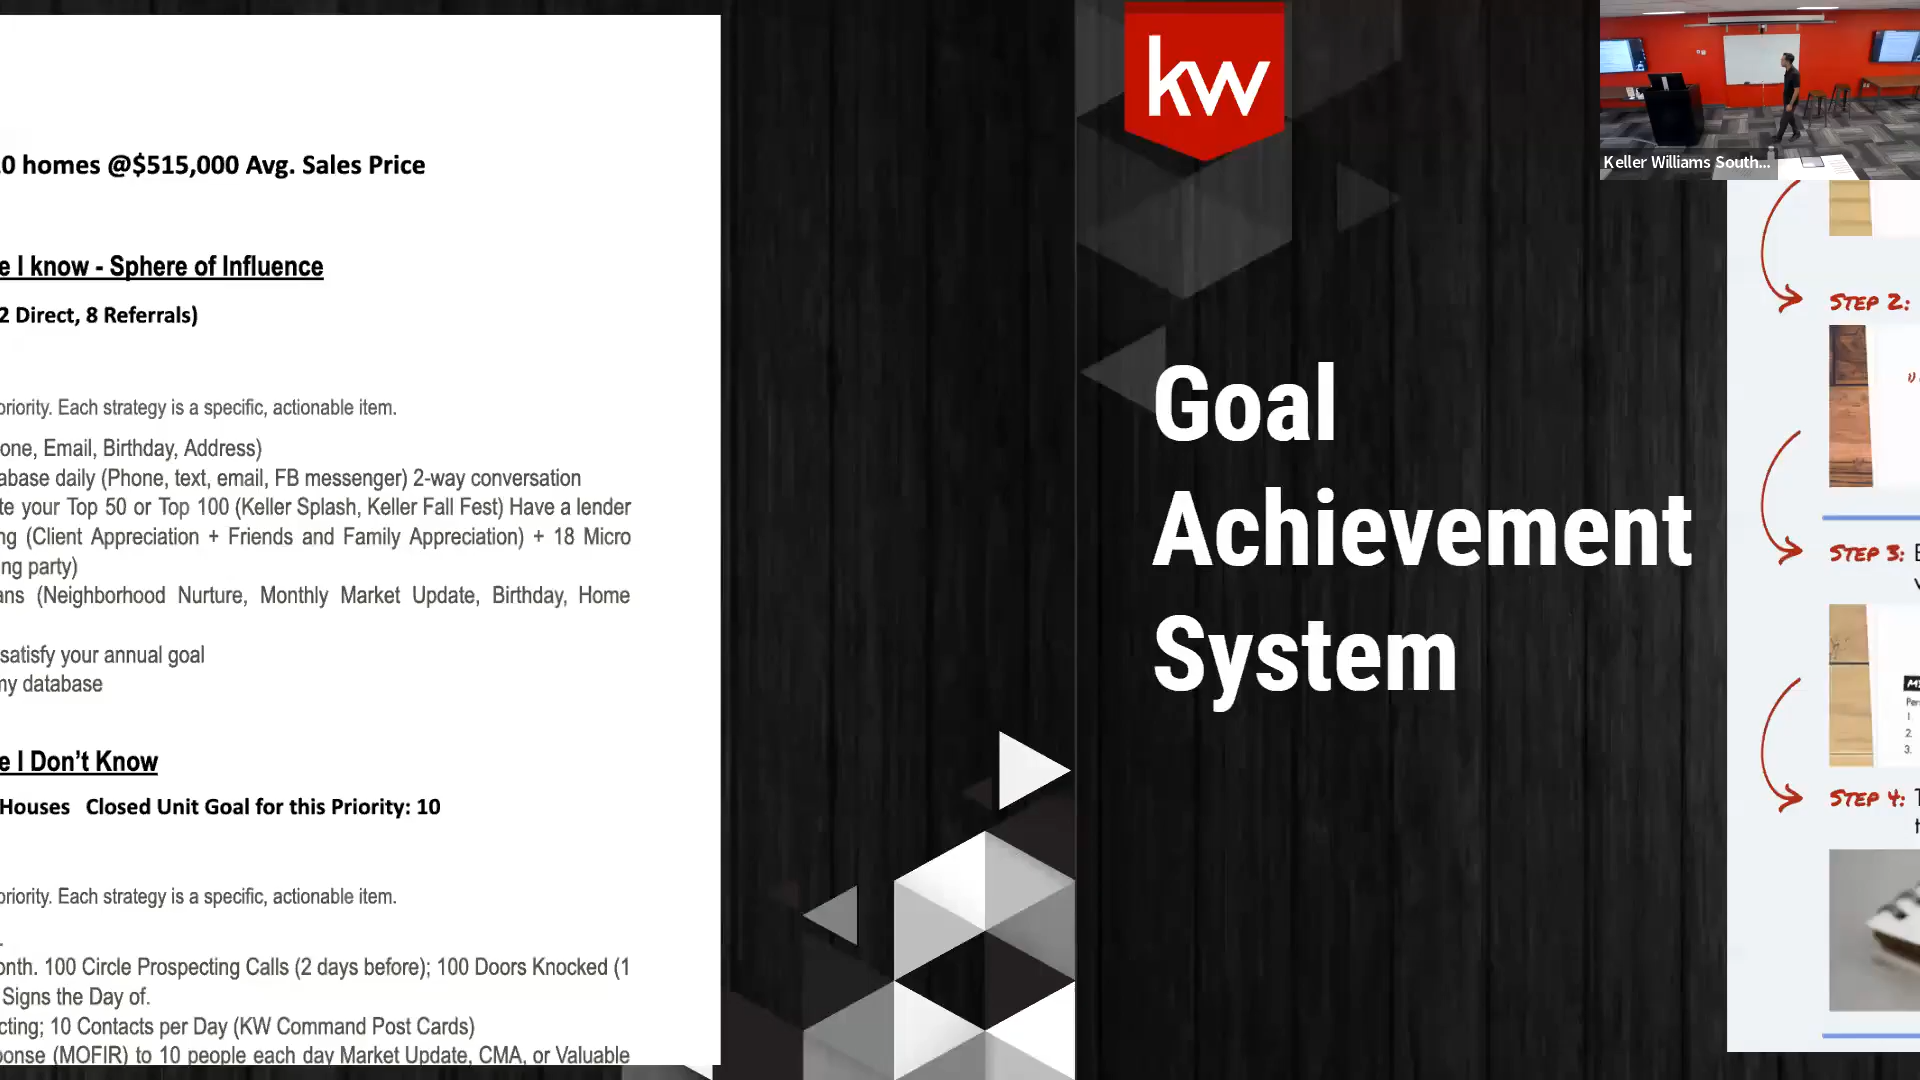 0 homes @$515,000 Avg. Sales Price
e I know - Sphere of Influence
2 Direct, 8 Referrals)
priority. Each strategy is a specific, actionable item.
one, Email, Birthday, Address)
abase daily (Phone, text, email, FB messenger) 2-way conversation
te your Top 50 or Top 100 (Keller Splash, Keller Fall Fest) Have a lender
ng (Client Appreciation + Friends and Family Appreciation) + 18 Micro
ng party)
ans (Neighborhood Nurture, Monthly Market Update, Birthday, Home
satisfy your annual goal
my database
e I Don't Know
Houses Closed Unit Goal for this Priority: 10
priority. Each strategy is a specific, actionable item.
onth. 100 Circle Prospecting Calls (2 days before); 100 Doors Knocked (1
Signs the Day of.
cting; 10 Contacts per Day (KW Command Post Cards)
onse (MOFIR) to 10 people each day Market Update, CMA, or Valuable
kw
Goal
Achievement
System
Keller Williams South...
STEP 2:
STEP 3:
STEP 4:
1
2.
3.